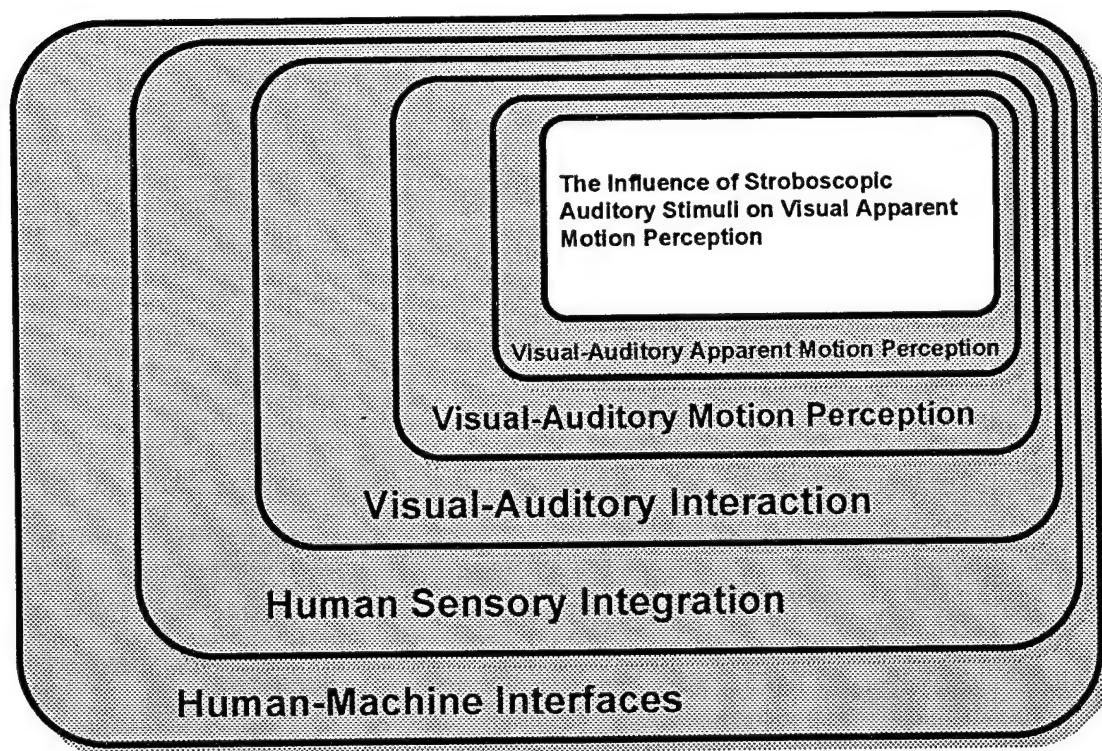 The Influence of Stroboscopic
Auditory Stimuli on Visual Apparent
Motion Perception
Visual-Auditory Apparent Motion Perception
Visual-Auditory Motion Perception
Visual-Auditory Interaction
Human Sensory Integration
Human-Machine Interfaces